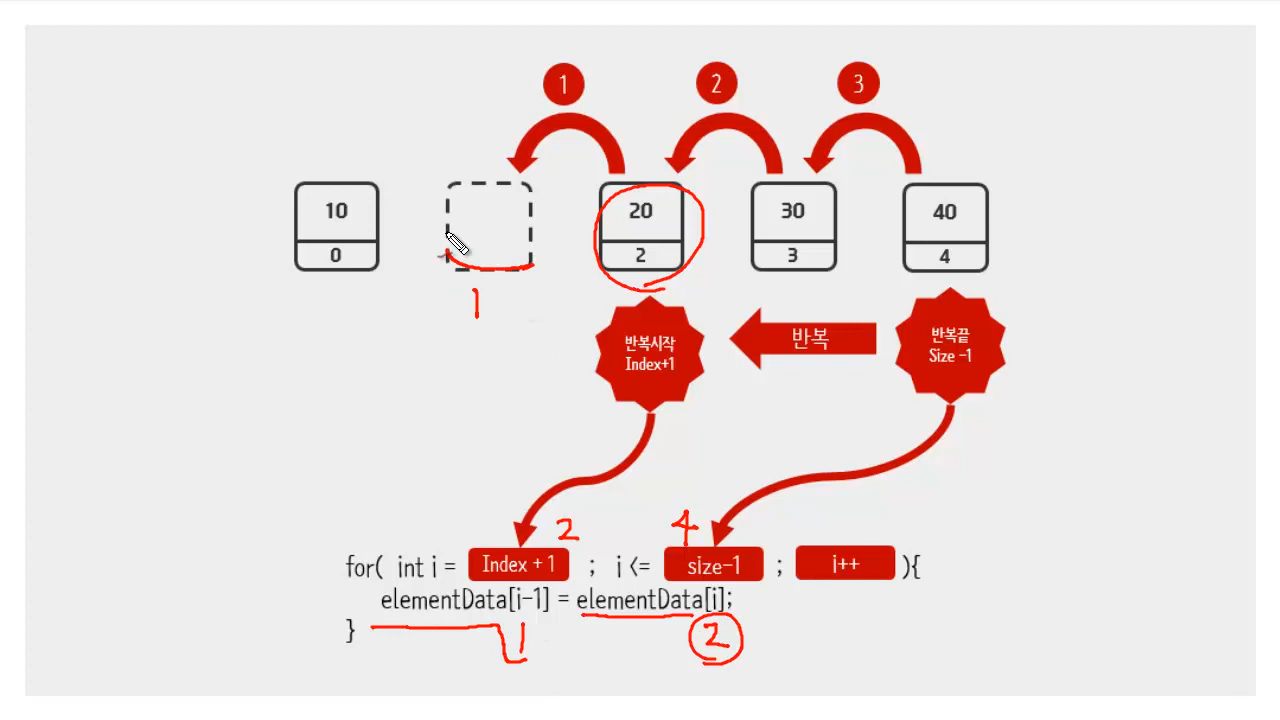 1 2 3
10 20 30 40
0 2 3 4
1
반복시작
Index+1
반복
반복끝
Size -1
2 4
for( int i = Index + 1 ; i <= size-1 ; i++ ){
elementData[i-1] = elementData[i];
}
1 2